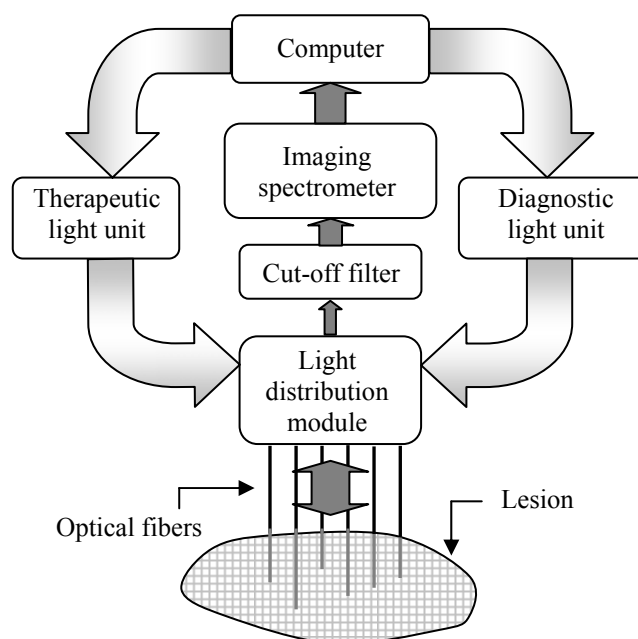 Computer
Imaging
spectrometer
Therapeutic
light unit
Diagnostic
light unit
Cut-off filter
Light
distribution
module
Optical fibers
Lesion